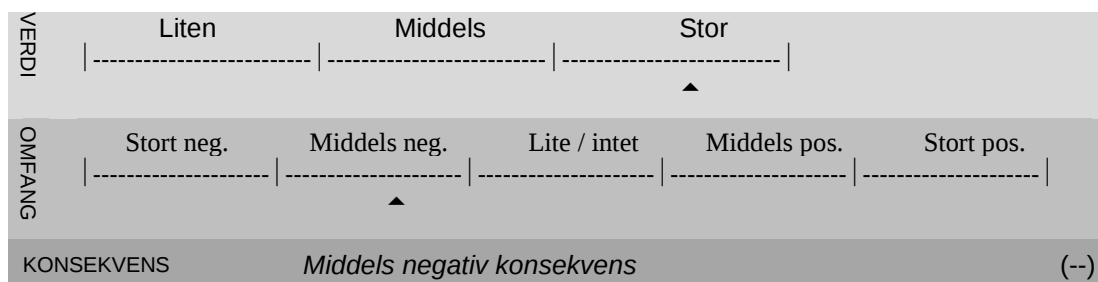 VERDI
Liten Middels Stor
|--------------------------|--------------------------|--------------------------|
OMFANG
Stort neg. Middels neg. Lite / intet Middels pos. Stort pos.
|---------------------|---------------------|---------------------|---------------------|---------------------|
KONSEKVENS Middels negativ konsekvens (--)